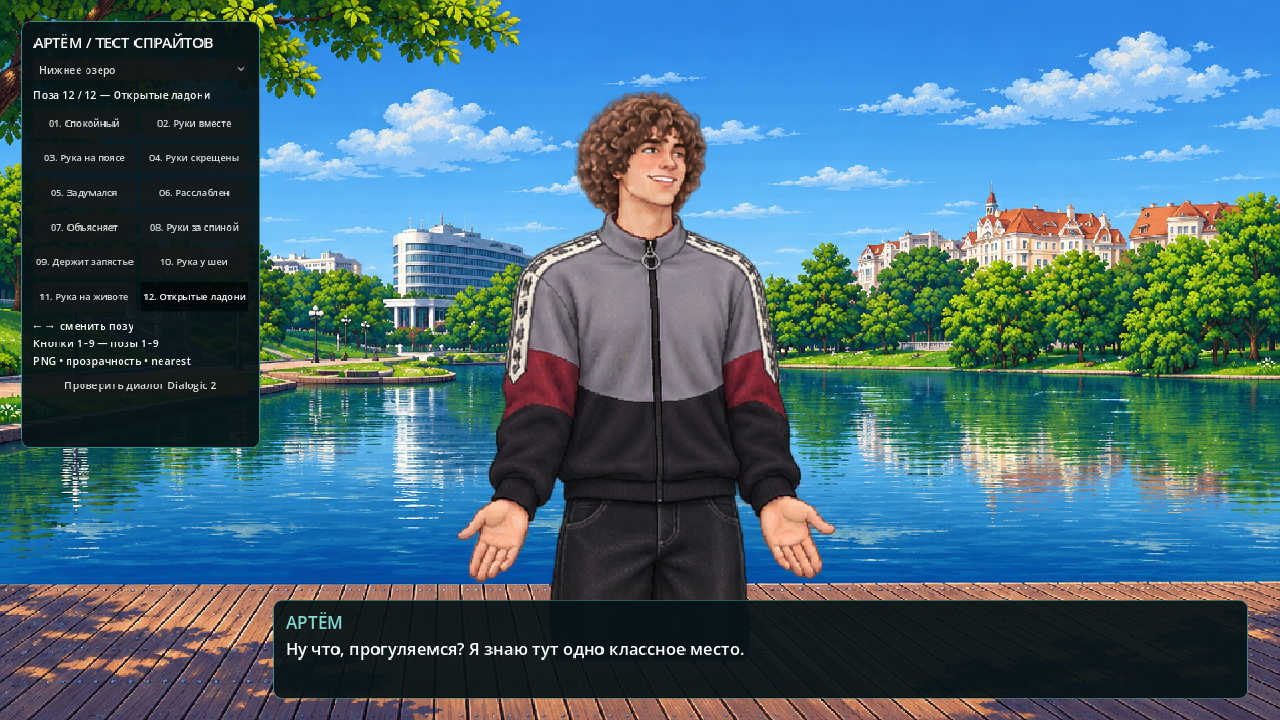 АРТЁМ / ТЕСТ СПРАЙТОВ
Нижнее озеро
Поза 12 / 12 — Открытые ладони
01. Спокойный 02. Руки вместе
03. Рука на поясе 04. Руки скрещены
05. Задумался 06. Расслаблен
07. Объясняет 08. Руки за спиной
09. Держит запястье 10. Рука у шеи
11. Рука на животе 12. Открытые ладони
← → сменить позу
Кнопки 1–9 — позы 1–9
PNG • прозрачность • nearest
Проверить диалог Dialogic 2
АРТЁМ
Ну что, прогуляемся? Я знаю тут одно классное место.